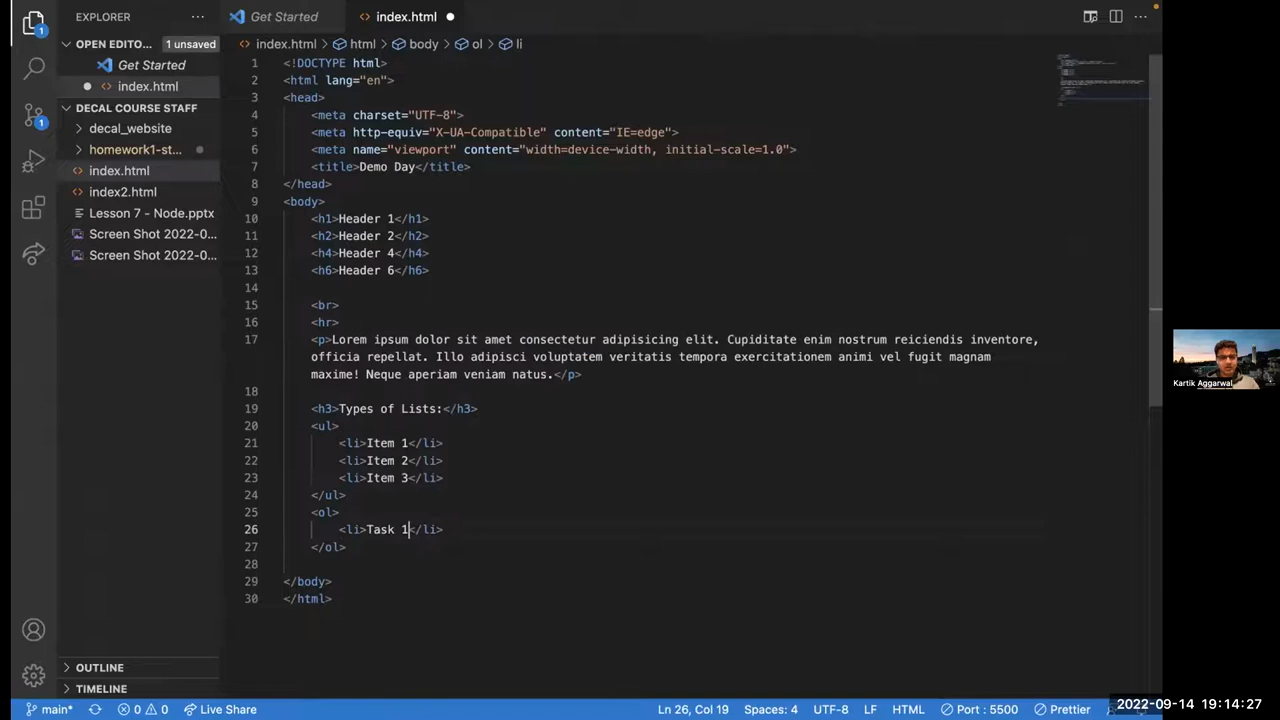 EXPLORER ···
Get Started
index.html
OPEN EDITO... 1 unsaved
Get Started
index.html
DECAL COURSE STAFF
decal_website
homework1-st...
index.html
index2.html
Lesson 7 - Node.pptx
Screen Shot 2022-0...
Screen Shot 2022-0...
OUTLINE
TIMELINE
1
1
index.html > html > body > ol > li
1 <!DOCTYPE html>
2 <html lang="en">
3 <head>
4 <meta charset="UTF-8">
5 <meta http-equiv="X-UA-Compatible" content="IE=edge">
6 <meta name="viewport" content="width=device-width, initial-scale=1.0">
7 <title>Demo Day</title>
8 </head>
9 <body>
10 <h1>Header 1</h1>
11 <h2>Header 2</h2>
12 <h4>Header 4</h4>
13 <h6>Header 6</h6>
14
15 <br>
16 <hr>
17 <p>Lorem ipsum dolor sit amet consectetur adipisicing elit. Cupiditate enim nostrum reiciendis inventore,
officia repellat. Illo adipisci voluptatem veritatis tempora exercitationem animi vel fugit magnam
maxime! Neque aperiam veniam natus.</p>
18
19 <h3>Types of Lists:</h3>
20 <ul>
21 <li>Item 1</li>
22 <li>Item 2</li>
23 <li>Item 3</li>
24 </ul>
25 <ol>
26 <li>Task 1</li>
27 </ol>
28
29 </body>
30 </html>
Kartik Aggarwal
main* 0 0 Live Share Ln 26, Col 19 Spaces: 4 UTF-8 LF HTML Port : 5500 Prettier
2022-09-14 19:14:27